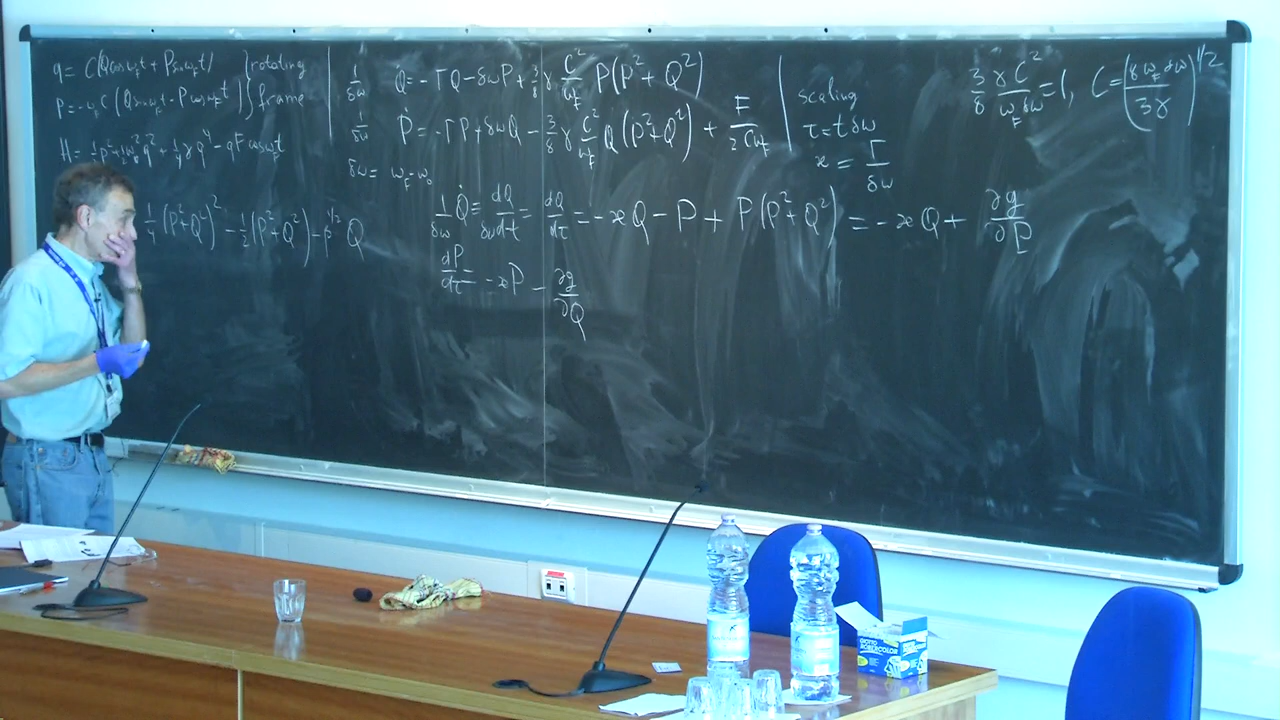 q = C(Q cos ω_F t + P sin ω_F t) } rotating
p = -ω_F C (Q sin ω_F t - P cos ω_F t) } frame
H = ½p² + ½ω₀²q² + ¼γq⁴ - qF cos ω_F t
¼(P²+Q²)² - ½(P²+Q²) - β^{1/2} Q
1/δω Q̇ = -ΓQ - δωP + 3/8 γ C²/ω_F P(P²+Q²)
1/δω Ṗ = -ΓP + δωQ - 3/8 γ C²/ω_F Q(P²+Q²) + F/(2Cω_F)
δω = ω_F - ω₀
1/δω Q̇ = dQ/(δω dt) = dQ/dτ = -ϰQ - P + P(P²+Q²) = -ϰQ + ∂g/∂P
dP/dτ = -ϰP - ∂g/∂Q
scaling
τ = t δω
ϰ = Γ/δω
3/8 γC²/(ω_F δω) = 1, C = (8ω_F δω/3γ)^{1/2}
GIOTTO
ROBERCOLOR